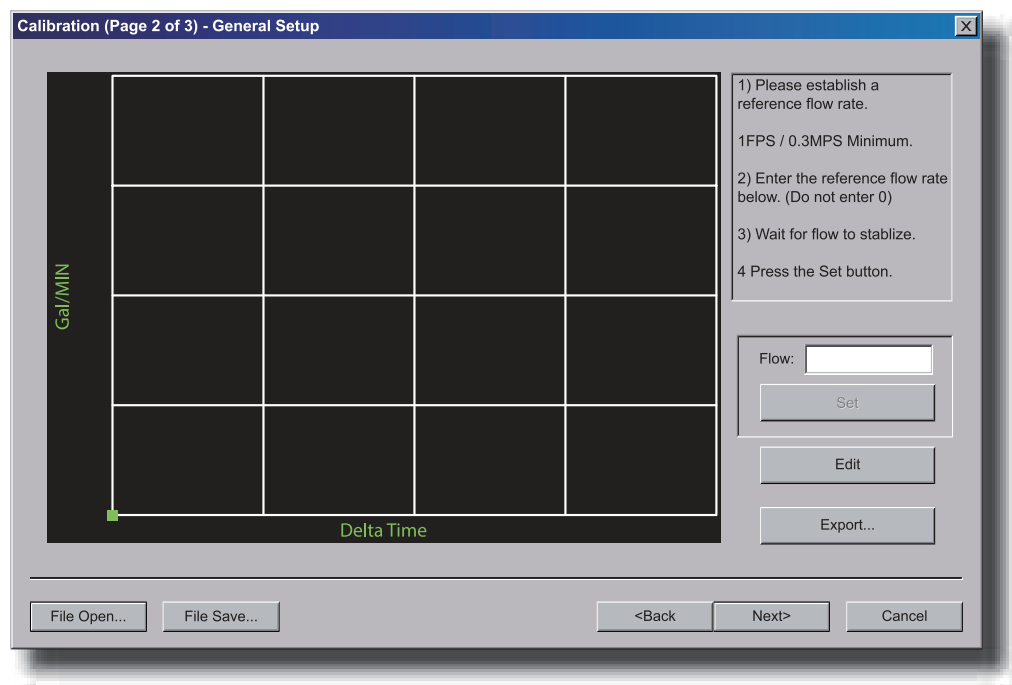 Calibration (Page 2 of 3) - General Setup
X
1) Please establish a
reference flow rate.
1FPS / 0.3MPS Minimum.
2) Enter the reference flow rate
below. (Do not enter 0)
3) Wait for flow to stablize.
4 Press the Set button.
Gal/MIN
Delta Time
Flow:
Set
Edit
Export...
File Open...
File Save...
<Back
Next>
Cancel